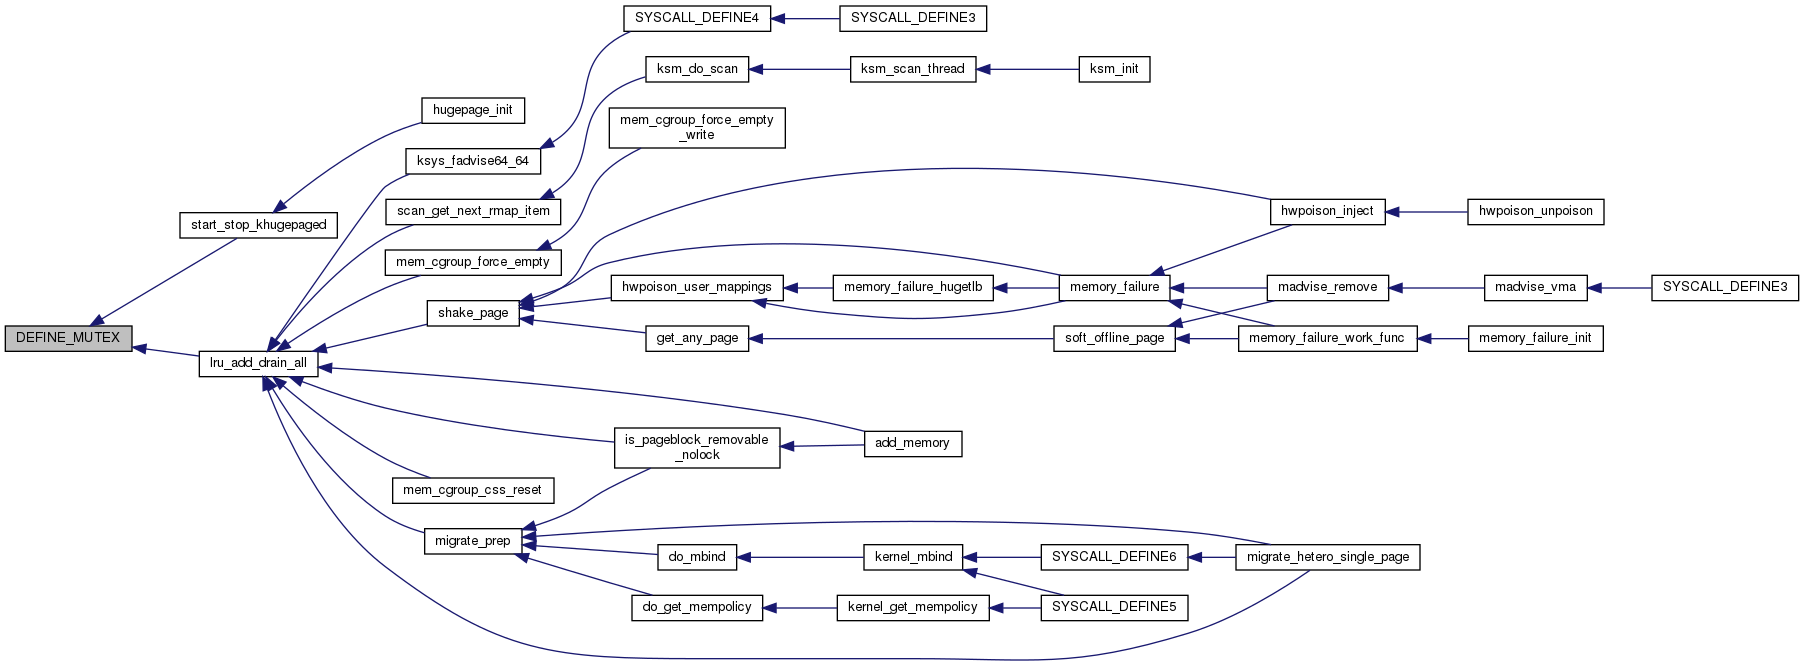 SYSCALL_DEFINE4
SYSCALL_DEFINE3
ksm_do_scan
ksm_scan_thread
ksm_init
hugepage_init
mem_cgroup_force_empty
_write
ksys_fadvise64_64
scan_get_next_rmap_item
hwpoison_inject
hwpoison_unpoison
start_stop_khugepaged
mem_cgroup_force_empty
hwpoison_user_mappings
memory_failure_hugetlb
memory_failure
madvise_remove
madvise_vma
SYSCALL_DEFINE3
shake_page
DEFINE_MUTEX
get_any_page
soft_offline_page
memory_failure_work_func
memory_failure_init
lru_add_drain_all
is_pageblock_removable
_nolock
add_memory
mem_cgroup_css_reset
migrate_prep
do_mbind
kernel_mbind
SYSCALL_DEFINE6
migrate_hetero_single_page
do_get_mempolicy
kernel_get_mempolicy
SYSCALL_DEFINE5